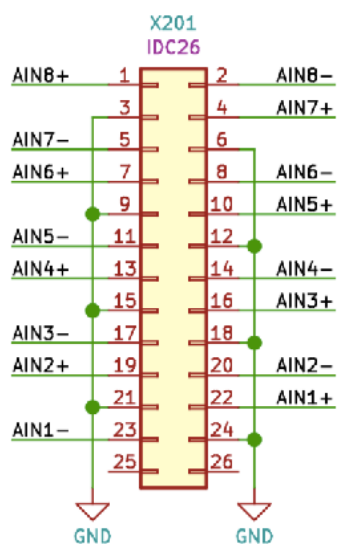 X201
IDC26
AIN8+ 1 2 AIN8-
3 4 AIN7+
AIN7- 5 6
AIN6+ 7 8 AIN6-
9 10 AIN5+
AIN5- 11 12
AIN4+ 13 14 AIN4-
15 16 AIN3+
AIN3- 17 18
AIN2+ 19 20 AIN2-
21 22 AIN1+
AIN1- 23 24
25 26
GND GND